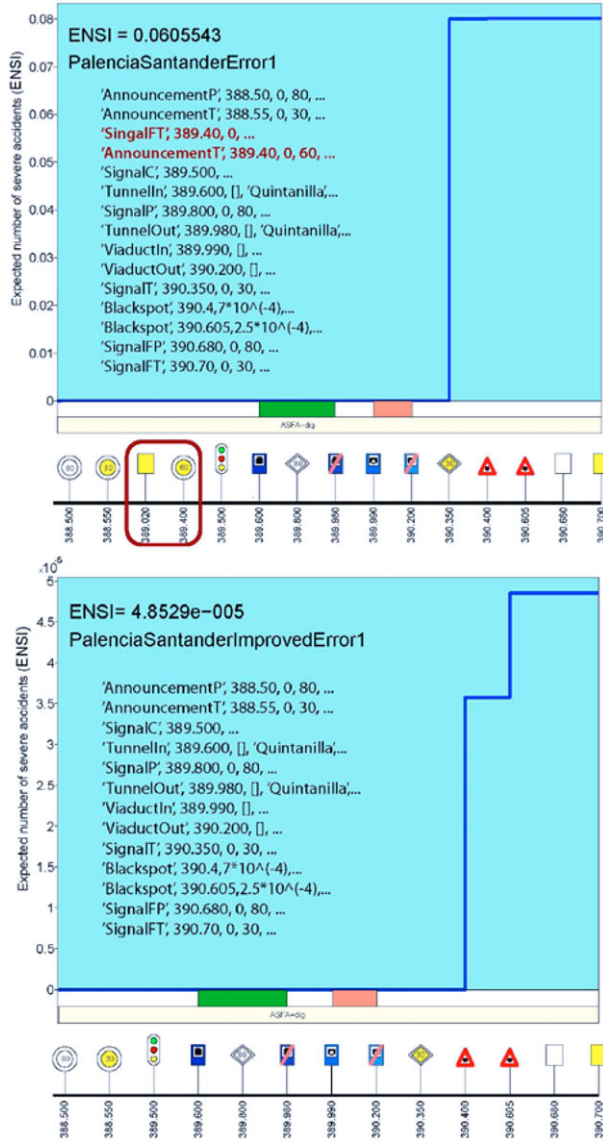 ENSI = 0.0605543
PalenciaSantanderError1
'AnnouncementP', 388.50, 0, 80, ...
'AnnouncementT', 388.55, 0, 30, ...
'SingalFT', 389.40, 0, ...
'AnnouncementT', 389.40, 0 60, ...
'SignalC', 389.500, ...
'TunnelIn', 389.600, [], 'Quintanilla',...
'SignalP', 389.800, 0, 80, ...
'TunnelOut', 389.980, [], 'Quintanilla',...
'ViaductIn', 389.990, [], ...
'ViaductOut', 390.200, [], ...
'SignalT', 390.350, 0, 30, ...
'Blackspot', 390.4,7*10^(-4),...
'Blackspot', 390.605,2.5*10^(-4),...
'SignalFP', 390.680, 0, 80, ...
'SignalFT', 390.70, 0, 30, ...
Expected number of severe accidents (ENSI)
0.08
0.07
0.06
0.05
0.04
0.03
0.02
0.01
0
ASFA-dig
80 30 60 80 30
388.500 388.550 389.020 389.400 389.500 389.600 389.800 389.980 389.990 390.200 390.350 390.400 390.605 390.680 390.700
×10⁻⁶
ENSI= 4.8529e-005
PalenciaSantanderImprovedError1
'AnnouncementP', 388.50, 0, 80, ...
'AnnouncementT', 388.55, 0, 30, ...
'SignalC', 389.500, ...
'TunnelIn', 389.600, [], 'Quintanilla',...
'SignalP', 389.800, 0, 80, ...
'TunnelOut', 389.980, [], 'Quintanilla',...
'ViaductIn', 389.990, [], ...
'ViaductOut', 390.200, [], ...
'SignalT', 390.350, 0, 30, ...
'Blackspot', 390.4,7*10^(-4),...
'Blackspot', 390.605,2.5*10^(-4),...
'SignalFP', 390.680, 0, 80, ...
'SignalFT', 390.70, 0, 30, ...
Expected number of severe accidents (ENSI)
5
4.5
4
3.5
3
2.5
2
1.5
1
0.5
0
ASFA-dig
80 30 80 30
388.500 388.550 389.500 389.600 389.800 389.980 389.990 390.200 390.350 390.400 390.605 390.680 390.700